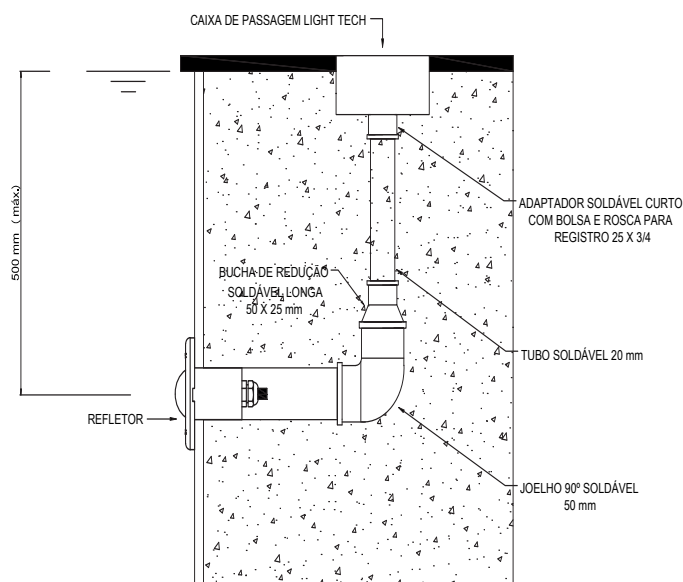 CAIXA DE PASSAGEM LIGHT TECH
500 mm (máx.)
ADAPTADOR SOLDÁVEL CURTO
COM BOLSA E ROSCA PARA
REGISTRO 25 X 3/4
BUCHA DE REDUÇÃO
SOLDÁVEL LONGA
50 X 25 mm
TUBO SOLDÁVEL 20 mm
REFLETOR
JOELHO 90º SOLDÁVEL
50 mm